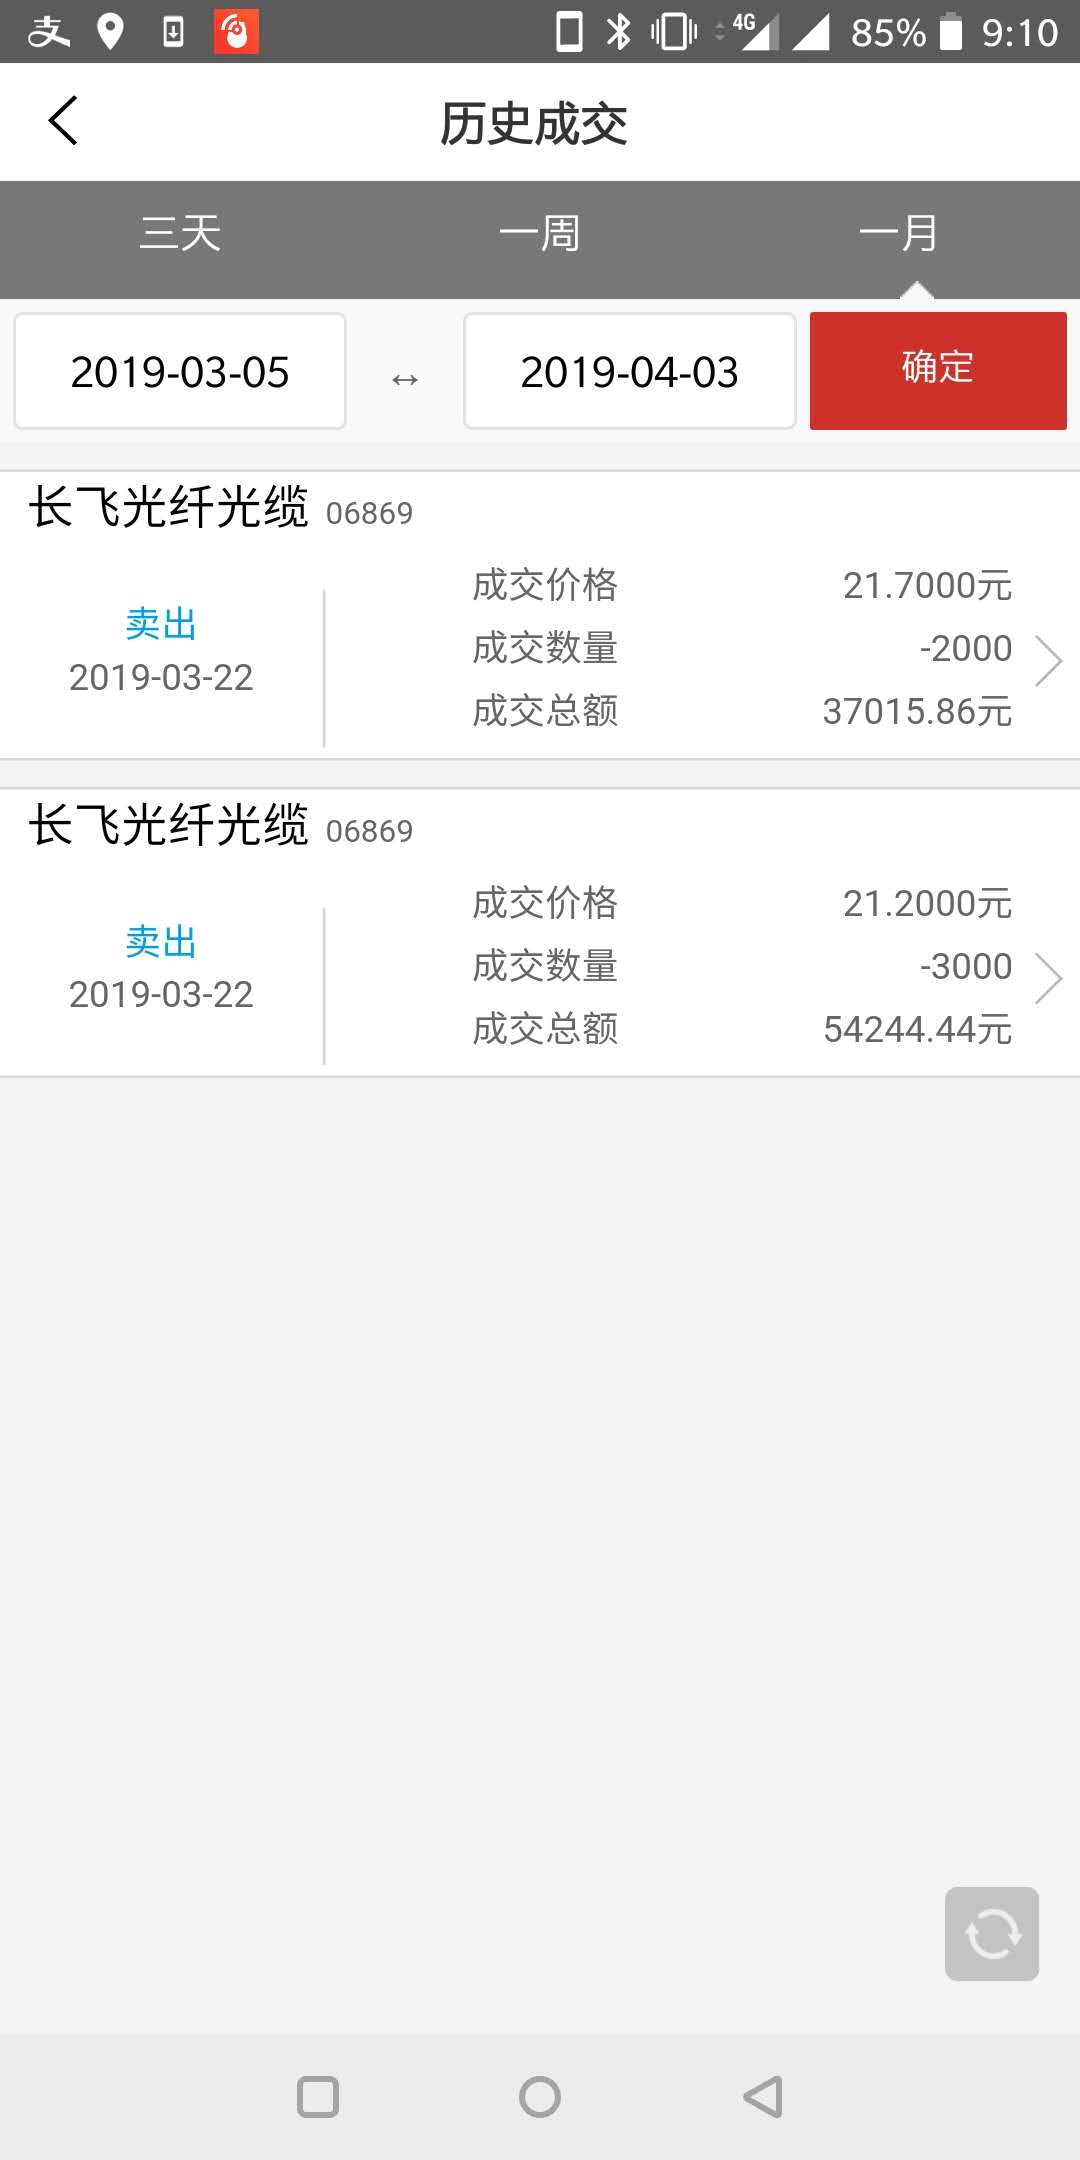 支 4G 85% 9:10
历史成交
三天 一周 一月
2019-03-05 ↔ 2019-04-03 确定
长飞光纤光缆 06869
成交价格 21.7000元
卖出
成交数量 -2000
2019-03-22
成交总额 37015.86元
长飞光纤光缆 06869
成交价格 21.2000元
卖出
成交数量 -3000
2019-03-22
成交总额 54244.44元